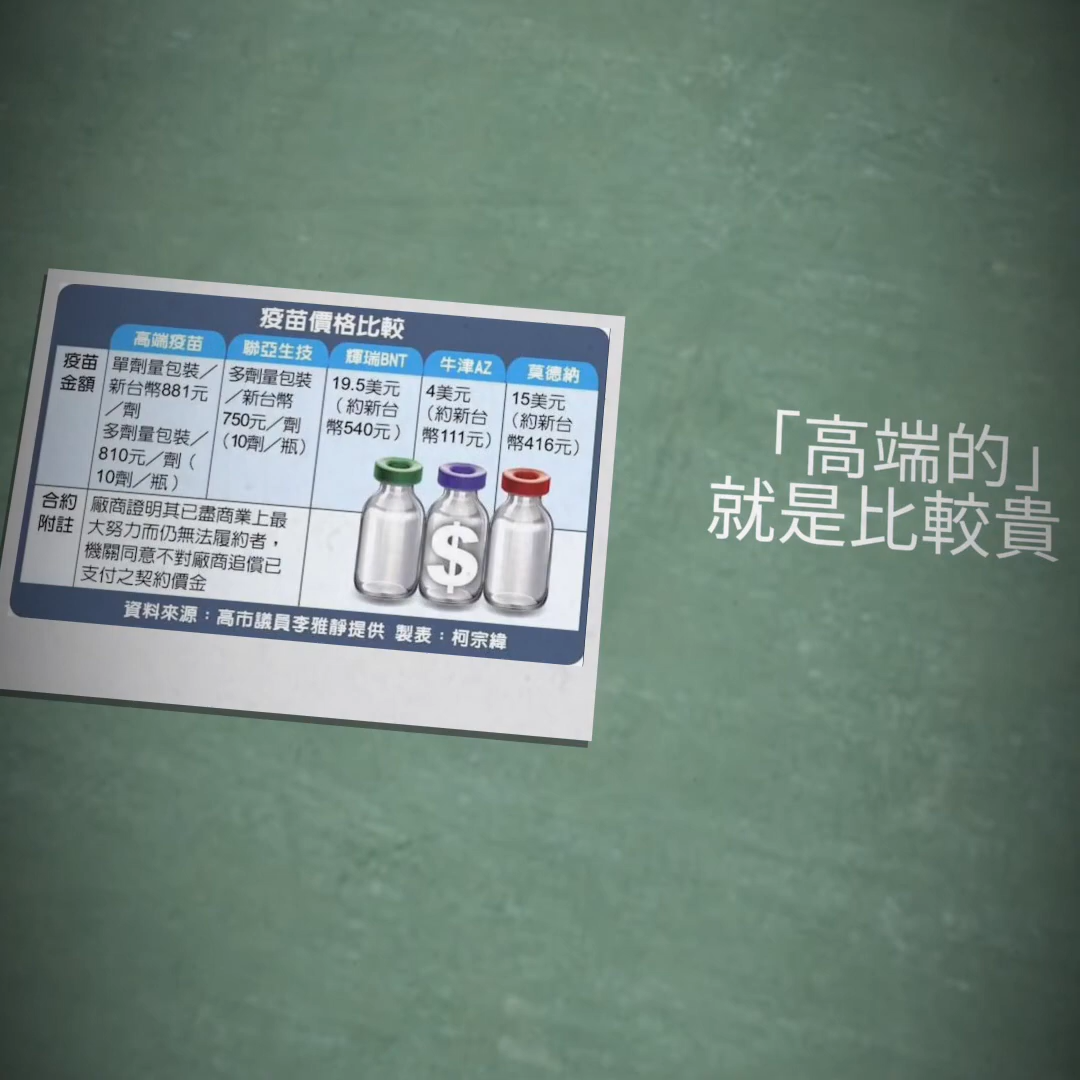 疫苗價格比較
高端疫苗
聯亞生技
輝瑞BNT
牛津AZ
莫德納
疫苗
金額
單劑量包裝／
新台幣881元
／劑
多劑量包裝／
810元／劑（
10劑／瓶）
多劑量包裝
／新台幣
750元／劑
（10劑／瓶）
19.5美元
（約新台
幣540元）
4美元
（約新台
幣111元）
15美元
（約新台
幣416元）
合約
附註
廠商證明其已盡商業上最
大努力而仍無法履約者，
機關同意不對廠商追償已
支付之契約價金
$
資料來源：高市議員李雅靜提供 製表：柯宗緯
「高端的」
就是比較貴